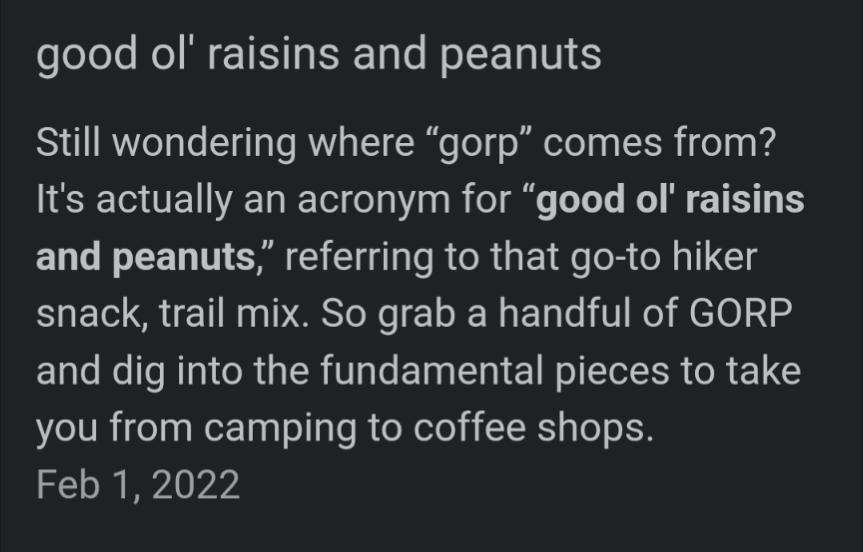 good ol' raisins and peanuts
Still wondering where “gorp” comes from?
It's actually an acronym for “good ol' raisins
and peanuts,” referring to that go-to hiker
snack, trail mix. So grab a handful of GORP
and dig into the fundamental pieces to take
you from camping to coffee shops.
Feb 1, 2022